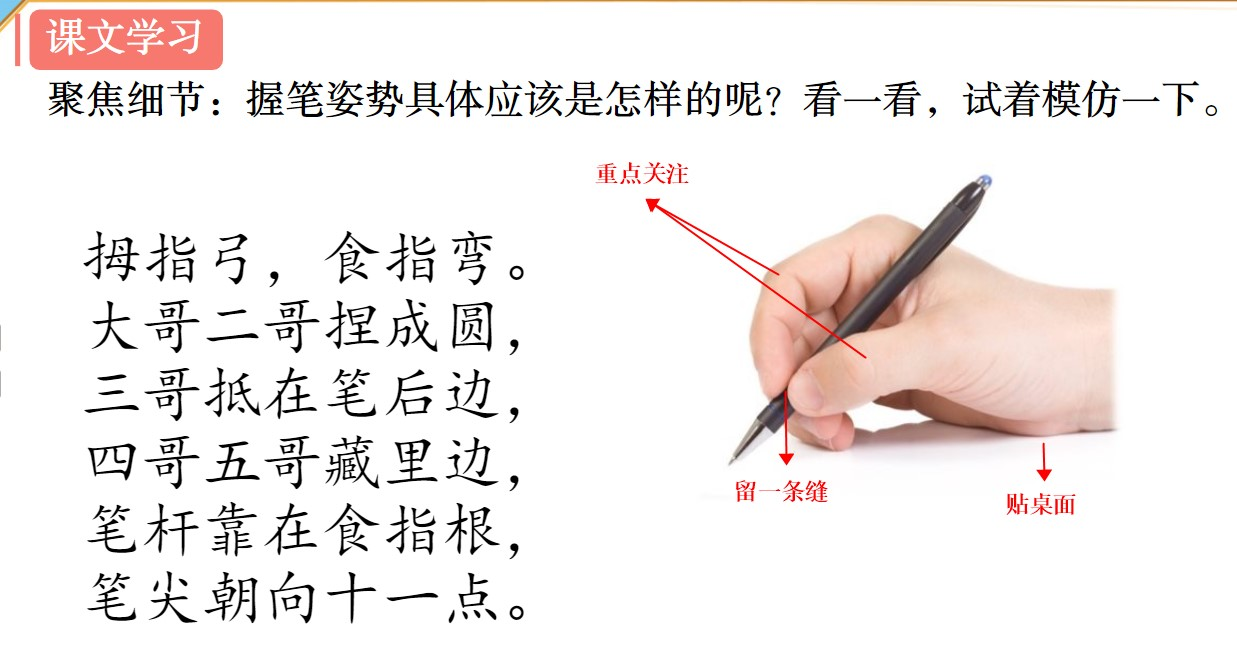 课文学习
聚焦细节：握笔姿势具体应该是怎样的呢？看一看，试着模仿一下。
重点关注
拇指弓，食指弯。
大哥二哥捏成圆，
三哥抵在笔后边，
四哥五哥藏里边，
笔杆靠在食指根，
笔尖朝向十一点。
留一条缝
贴桌面